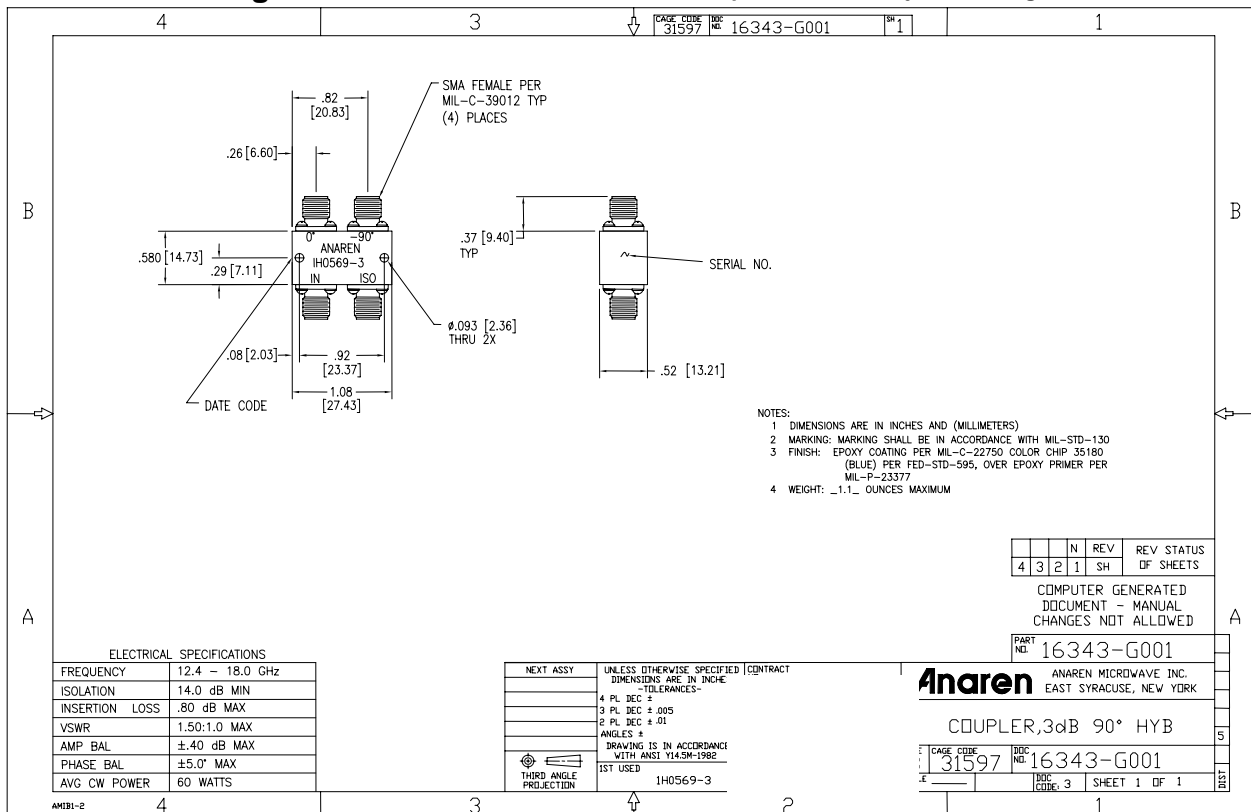 4
3
CAGE CODE 31597
DOC NO. 16343-G001
SH 1
1
B
B
SMA FEMALE PER
MIL-C-39012 TYP
(4) PLACES
.82
[20.83]
.26 [6.60]
0° -90°
ANAREN
1H0569-3
IN ISO
.580 [14.73]
.29 [7.11]
.37 [9.40]
TYP
SERIAL NO.
ø.093 [2.36]
THRU 2X
.08 [2.03]
.92
[23.37]
1.08
[27.43]
.52 [13.21]
DATE CODE
NOTES:
1 DIMENSIONS ARE IN INCHES AND (MILLIMETERS)
2 MARKING: MARKING SHALL BE IN ACCORDANCE WITH MIL-STD-130
3 FINISH: EPOXY COATING PER MIL-C-22750 COLOR CHIP 35180
(BLUE) PER FED-STD-595, OVER EPOXY PRIMER PER
MIL-P-23377
4 WEIGHT: _1.1_ OUNCES MAXIMUM
N REV REV STATUS
4 3 2 1 SH OF SHEETS
COMPUTER GENERATED
DOCUMENT - MANUAL
CHANGES NOT ALLOWED
A
A
PART NO. 16343-G001
ELECTRICAL SPECIFICATIONS
FREQUENCY 12.4 - 18.0 GHz
ISOLATION 14.0 dB MIN
INSERTION LOSS .80 dB MAX
VSWR 1.50:1.0 MAX
AMP BAL ±.40 dB MAX
PHASE BAL ±5.0° MAX
AVG CW POWER 60 WATTS
NEXT ASSY
UNLESS OTHERWISE SPECIFIED
DIMENSIONS ARE IN INCHE
-TOLERANCES-
4 PL DEC ±
3 PL DEC ± .005
2 PL DEC ± .01
ANGLES ±
DRAWING IS IN ACCORDANCE
WITH ANSI Y14.5M-1982
THIRD ANGLE
PROJECTION
1ST USED
1H0569-3
CONTRACT
Anaren
ANAREN MICROWAVE INC.
EAST SYRACUSE, NEW YORK
COUPLER,3dB 90° HYB
CAGE CODE 31597
DOC NO. 16343-G001
DOC CODE: 3
SHEET 1 OF 1
5
DIST
AMIB1-2
4
3
2
1